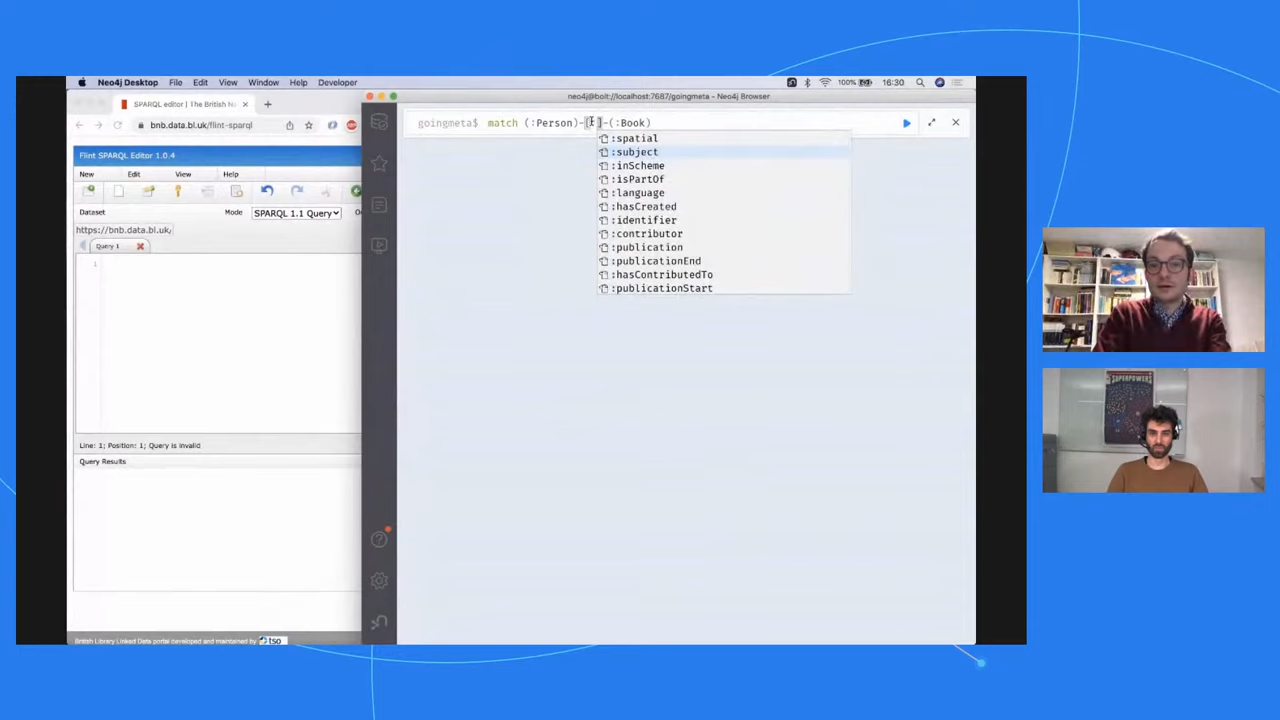 Neo4j Desktop File Edit View Window Help Developer
100% 16:30
SPARQL editor | The British N
bnb.data.bl.uk/flint-sparql
Flint SPARQL Editor 1.0.4
New Edit View Help
Dataset Mode SPARQL 1.1 Query
https://bnb.data.bl.uk/
Query 1
1
Line: 1; Position: 1; Query is invalid
Query Results
British Library Linked Data portal developed and maintained by tso
neo4j@bolt://localhost:7687/goingmeta - Neo4j Browser
goingmeta$ match (:Person)-[:]-(:Book)
:spatial
:subject
:inScheme
:isPartOf
:language
:hasCreated
:identifier
:contributor
:publication
:publicationEnd
:hasContributedTo
:publicationStart
SUPERPOWERS